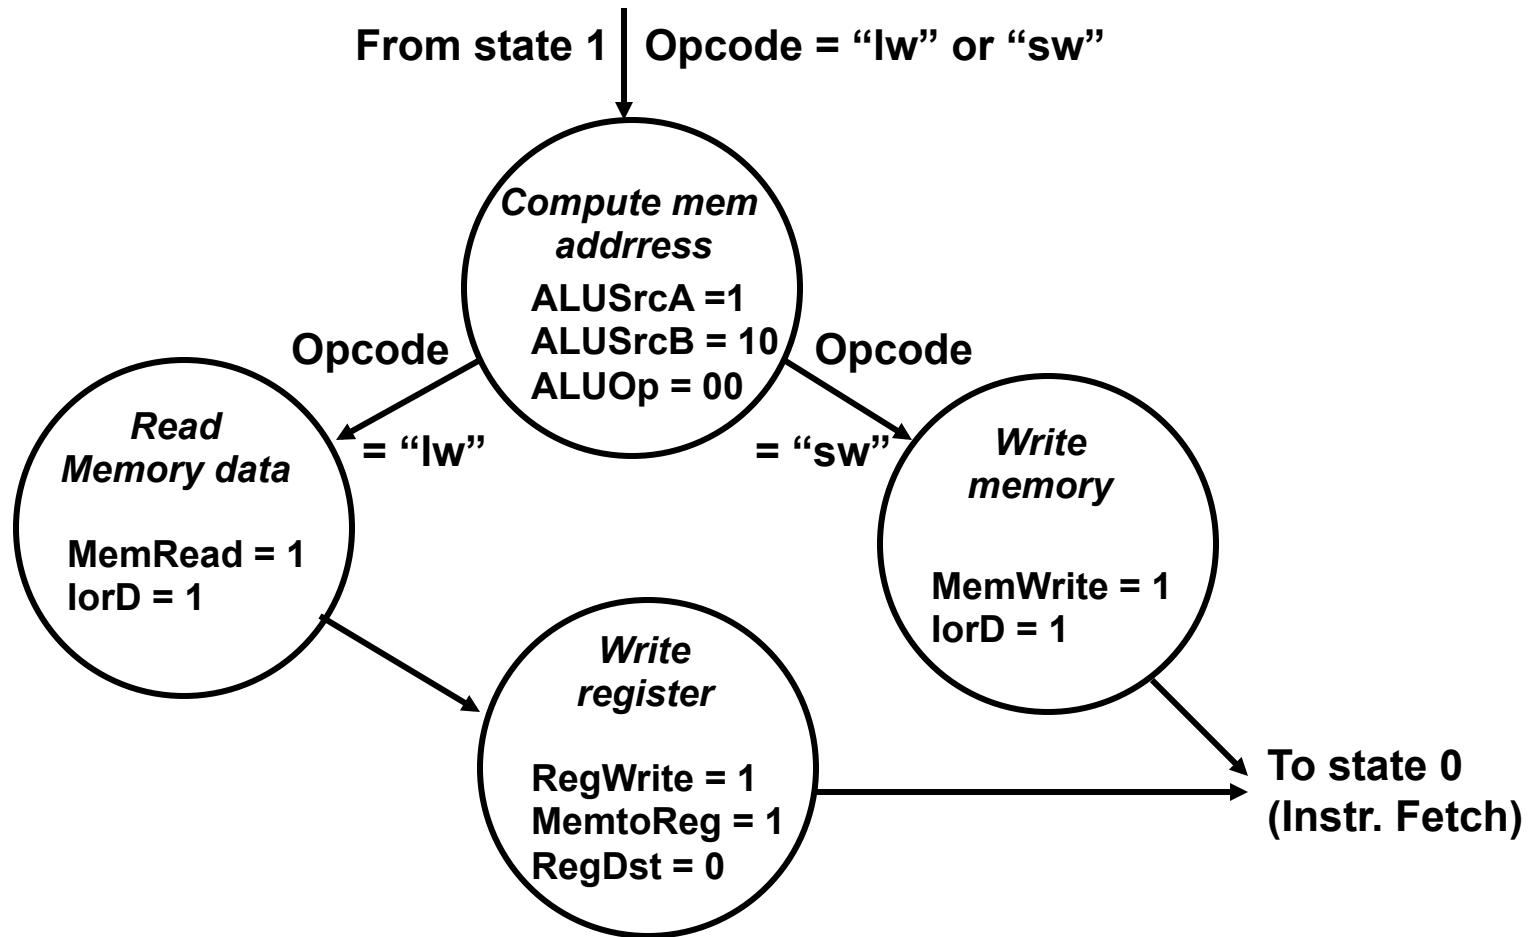 From state 1 Opcode = “lw” or “sw”
Compute mem
addrress
ALUSrcA =1
ALUSrcB = 10
ALUOp = 00
Opcode
= “lw”
Opcode
= “sw”
Read
Memory data
MemRead = 1
IorD = 1
Write
memory
MemWrite = 1
IorD = 1
Write
register
RegWrite = 1
MemtoReg = 1
RegDst = 0
To state 0
(Instr. Fetch)